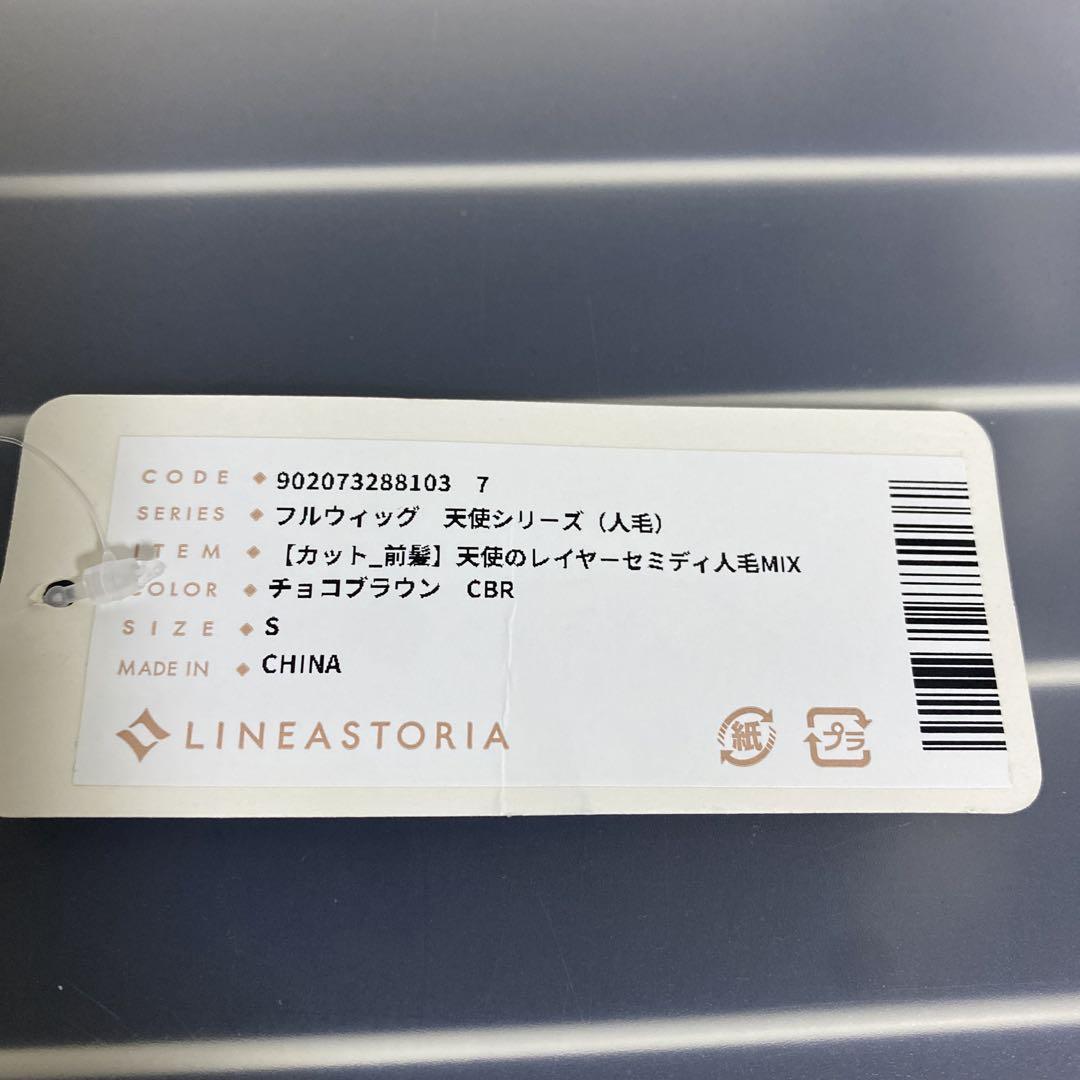 CODE ◆ 902073288103 7
SERIES ◆ フルウィッグ 天使シリーズ（人毛）
ITEM ◆ 【カット_前髪】天使のレイヤーセミディ人毛MIX
COLOR ◆ チョコブラウン CBR
SIZE ◆ S
MADE IN ◆ CHINA
LINEASTORIA
紙
プラ